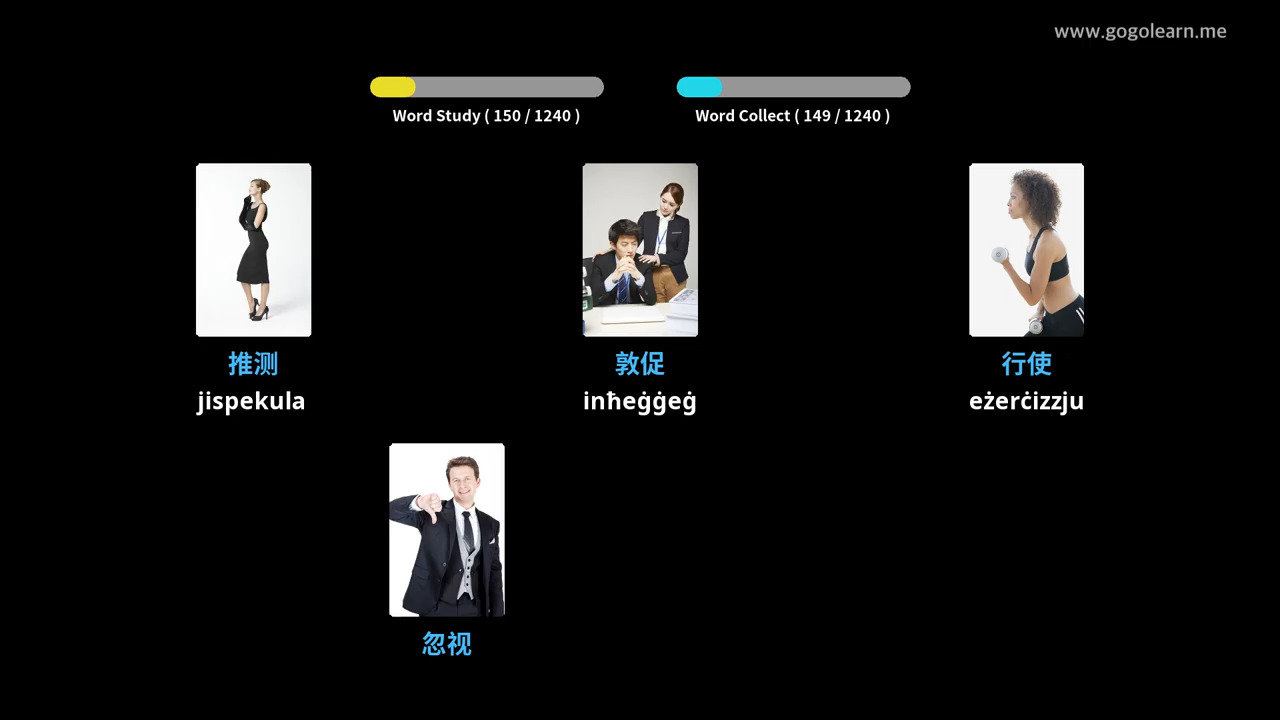 www.gogolearn.me
Word Study ( 150 / 1240 )
Word Collect ( 149 / 1240 )
推测
jispekula
敦促
inħeġġeġ
行使
eżerċizzju
忽视